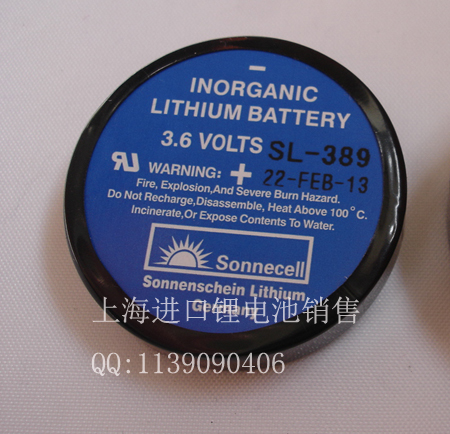 −
INORGANIC
LITHIUM BATTERY
3.6 VOLTS SL-389
RU WARNING: + 22-FEB-13
Fire, Explosion,And Severe Burn Hazard.
Do Not Recharge,Disassemble, Heat Above 100°C.
Incinerate,Or Expose Contents To Water.
Sonnecell
Sonnenschein Lithium,
Germany
上海进口锂电池销售
QQ:1139090406